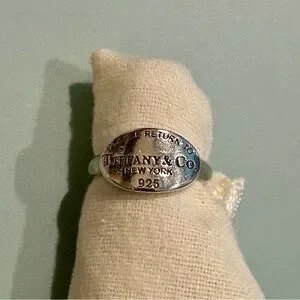 RETURN TO
TIFFANY & CO.
NEW YORK
925